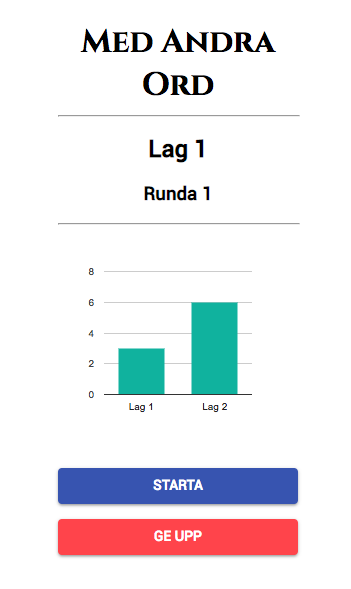 Med Andra
Ord
Lag 1
Runda 1
8
6
4
2
0
Lag 1 Lag 2
STARTA
GE UPP